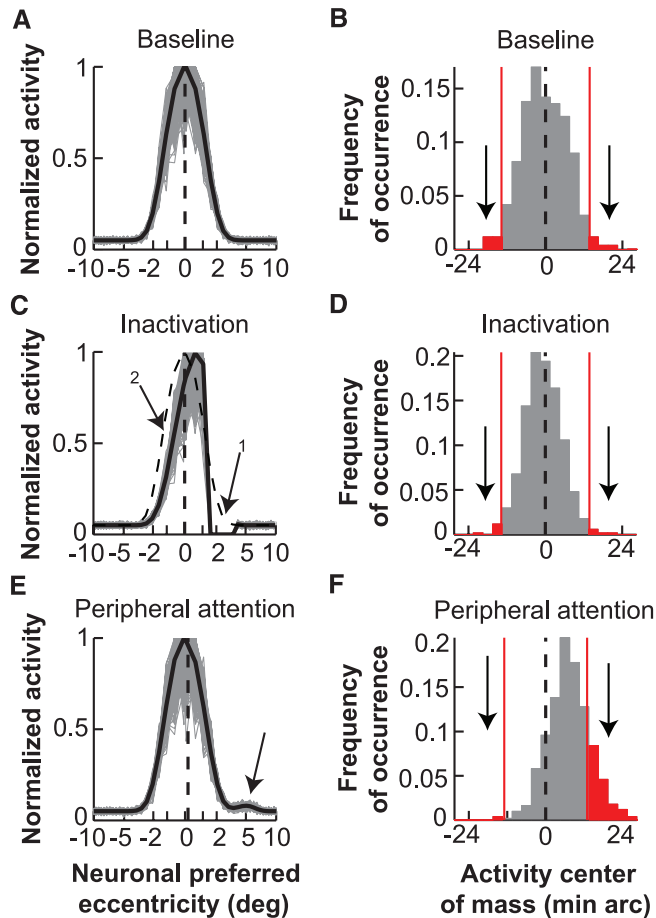 A
Baseline
Normalized activity
1
0.5
0
-10 -5 -2 0 2 5 10
B
Baseline
Frequency
of occurrence
0.15
0.1
0.05
0
-24 0 24
C
Inactivation
Normalized activity
1
0.5
0
2
1
-10 -5 -2 0 2 5 10
D
Inactivation
Frequency
of occurrence
0.2
0.15
0.1
0.05
0
-24 0 24
E
Peripheral attention
Normalized activity
1
0.5
0
-10 -5 -2 0 2 5 10
Neuronal preferred
eccentricity (deg)
F
Peripheral attention
Frequency
of occurrence
0.2
0.15
0.1
0.05
0
-24 0 24
Activity center
of mass (min arc)